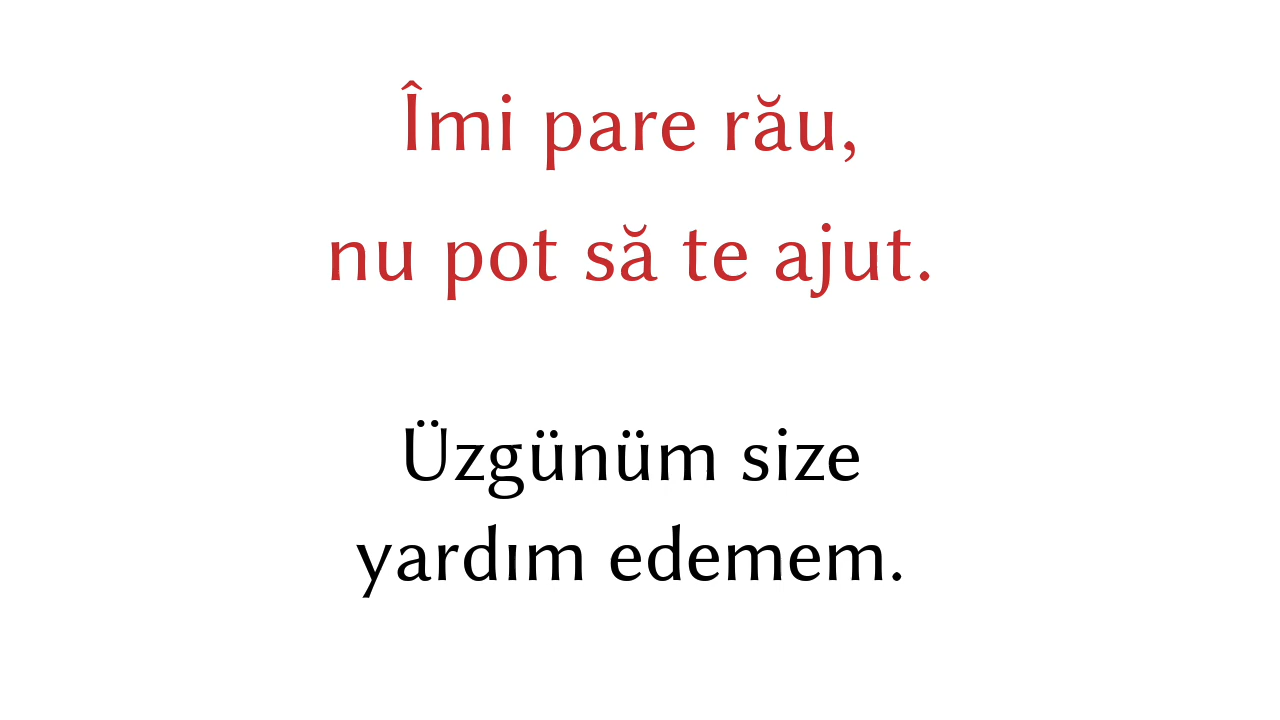 Îmi pare rău,
nu pot să te ajut.
Üzgünüm size
yardım edemem.